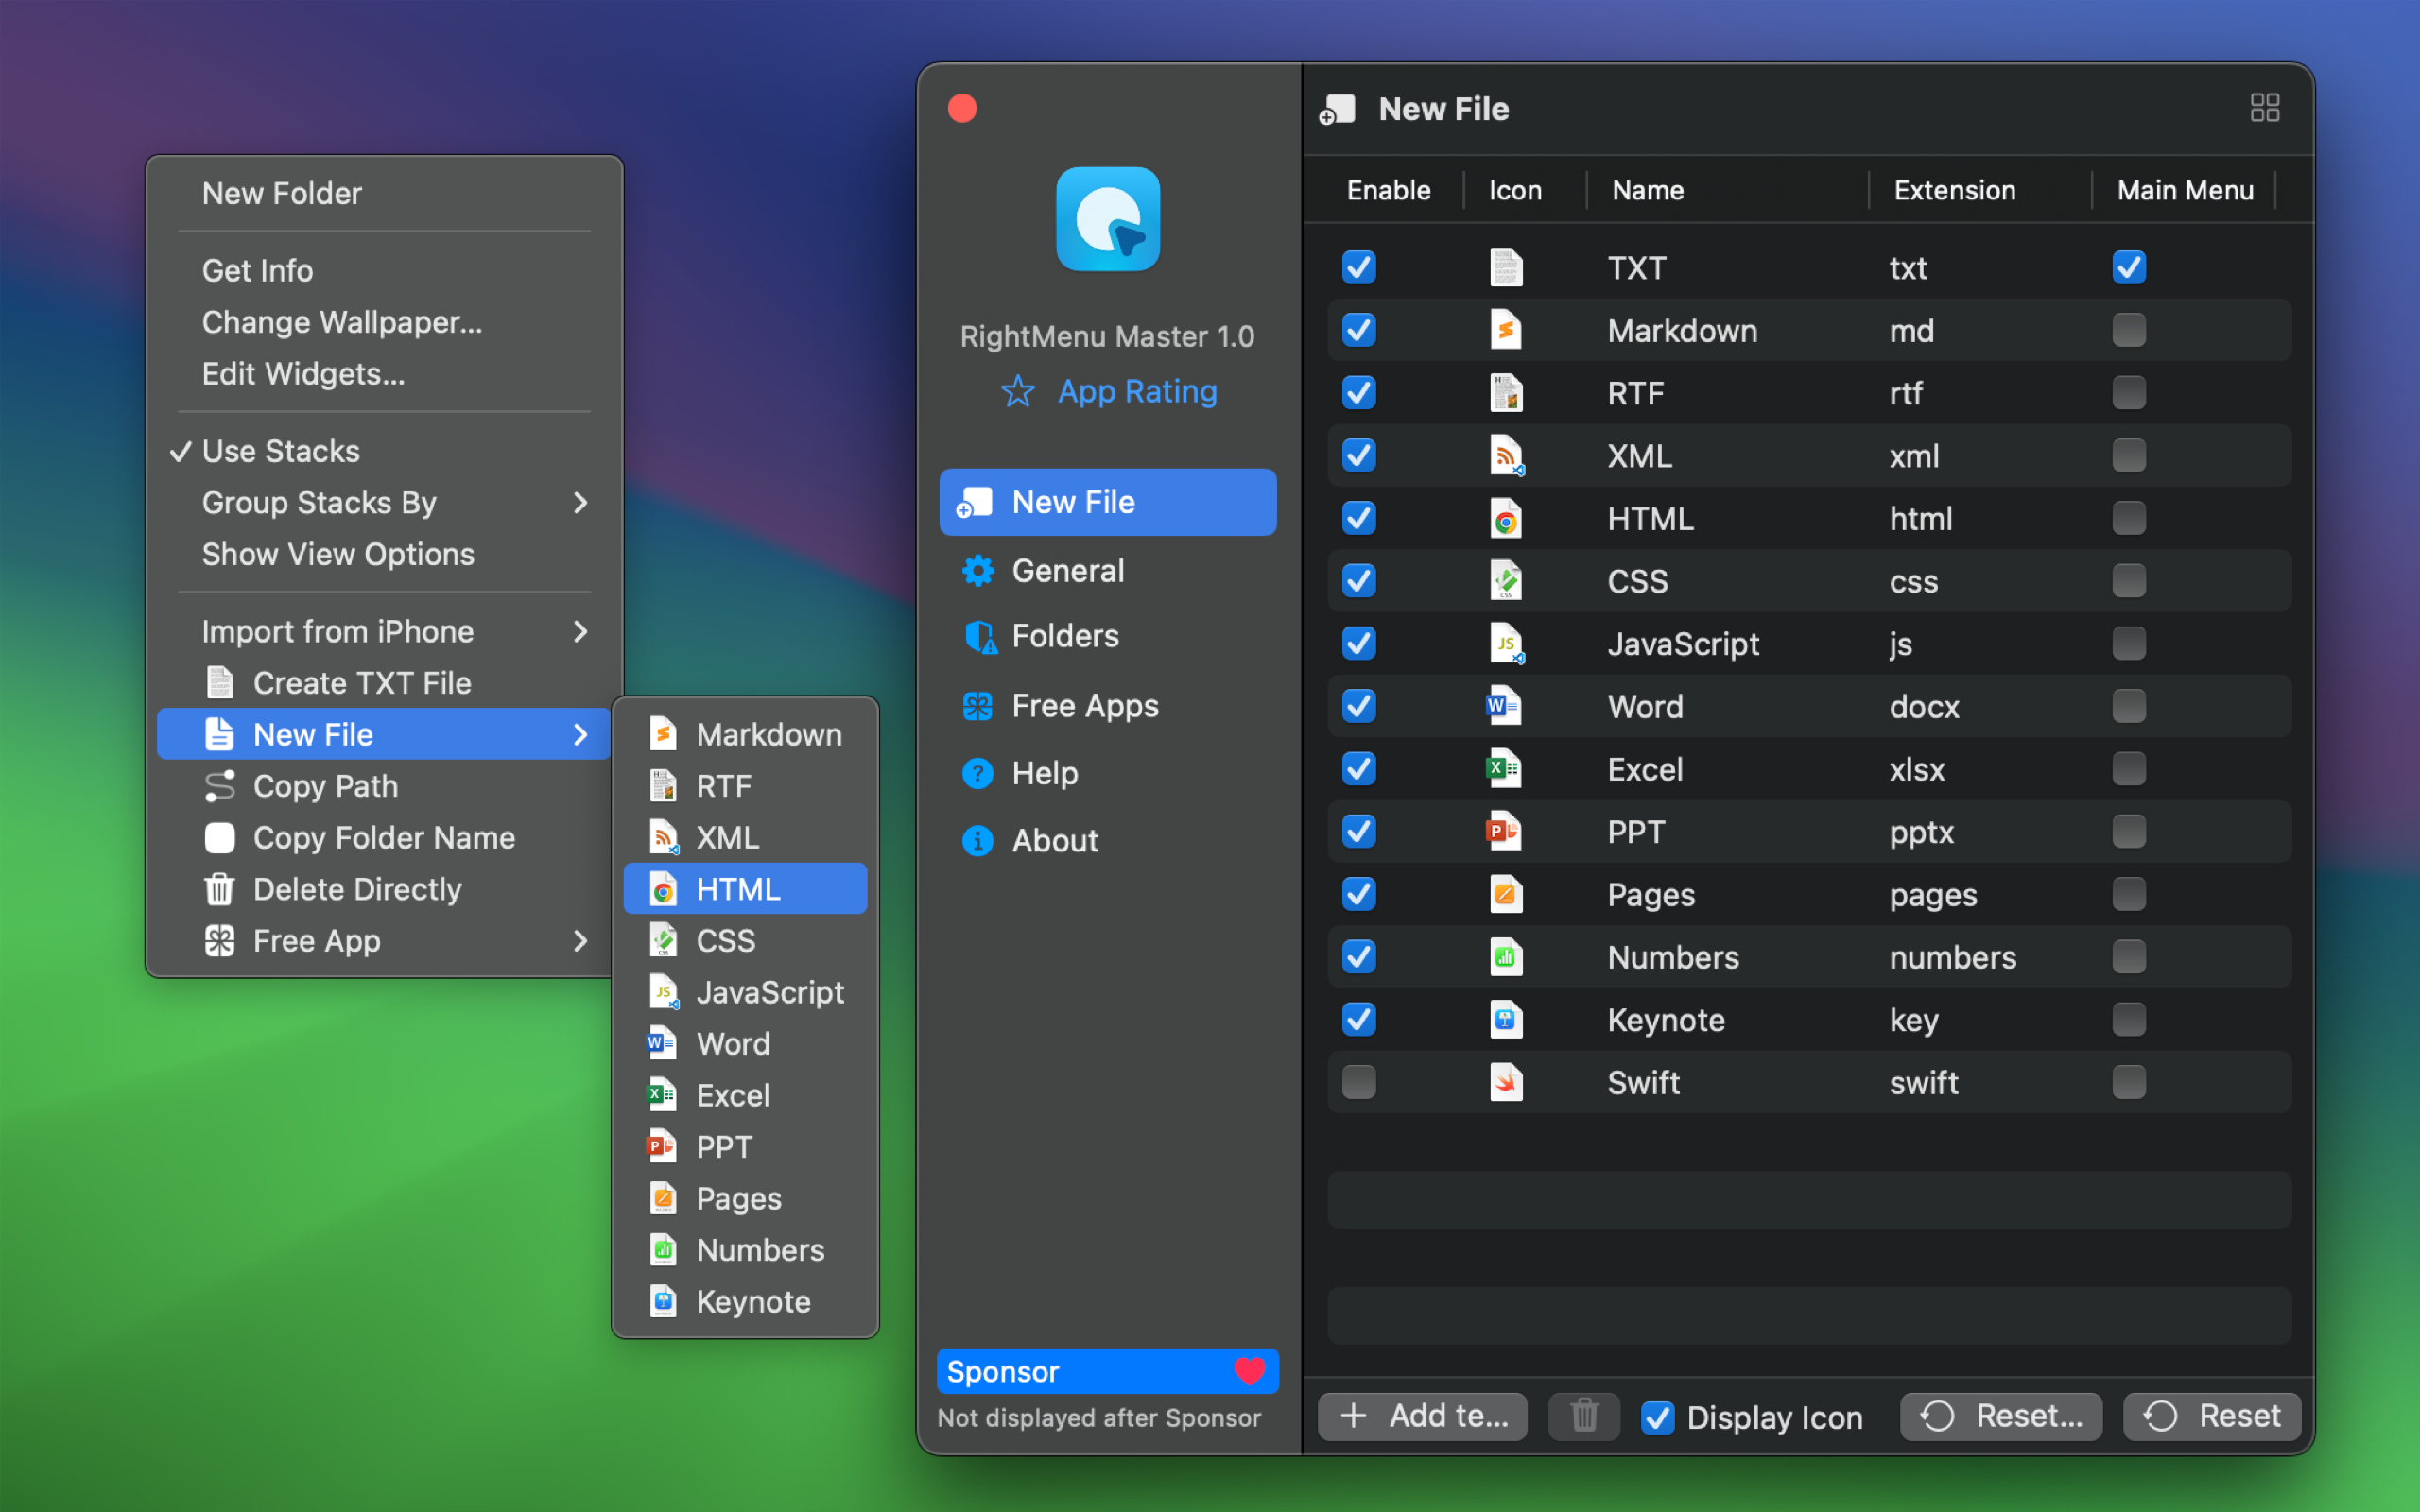 New Folder
Get Info
Change Wallpaper...
Edit Widgets...
Use Stacks
Group Stacks By
Show View Options
Import from iPhone
Create TXT File
New File
Copy Path
Copy Folder Name
Delete Directly
Free App
Markdown
RTF
XML
HTML
CSS
JavaScript
Word
Excel
PPT
Pages
Numbers
Keynote
RightMenu Master 1.0
App Rating
New File
General
Folders
Free Apps
Help
About
Sponsor
Not displayed after Sponsor
New File
Enable Icon Name Extension Main Menu
TXT txt
Markdown md
RTF rtf
XML xml
HTML html
CSS css
JavaScript js
Word docx
Excel xlsx
PPT pptx
Pages pages
Numbers numbers
Keynote key
Swift swift
Add te... Display Icon Reset... Reset